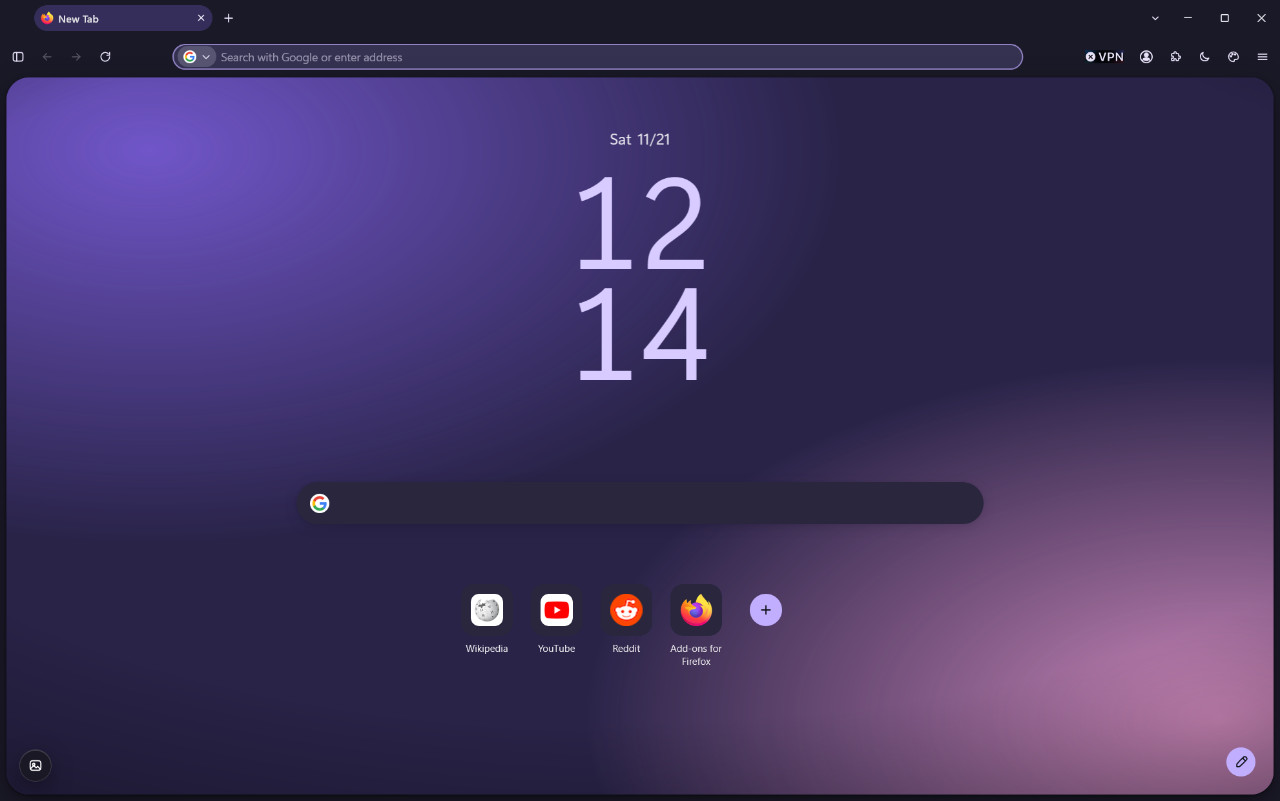 New Tab
Search with Google or enter address
VPN
Sat 11/21
12
14
Wikipedia
YouTube
Reddit
Add-ons for
Firefox